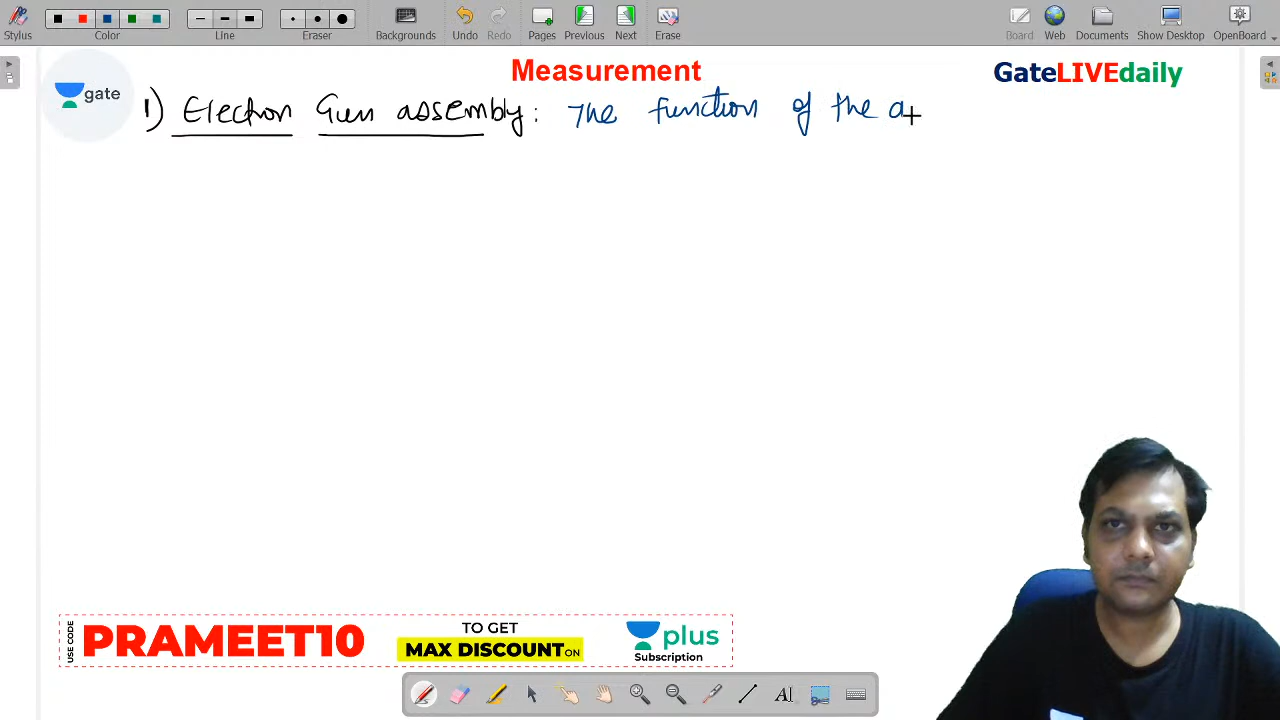 Stylus Color Line Eraser Backgrounds Undo Redo Pages Previous Next Erase Board Web Documents Show Desktop OpenBoard
Measurement
GateLIVEdaily
gate
1) Electron Gun assembly: The function of the a
USE CODE
PRAMEET10
TO GET
MAX DISCOUNT ON
plus
Subscription